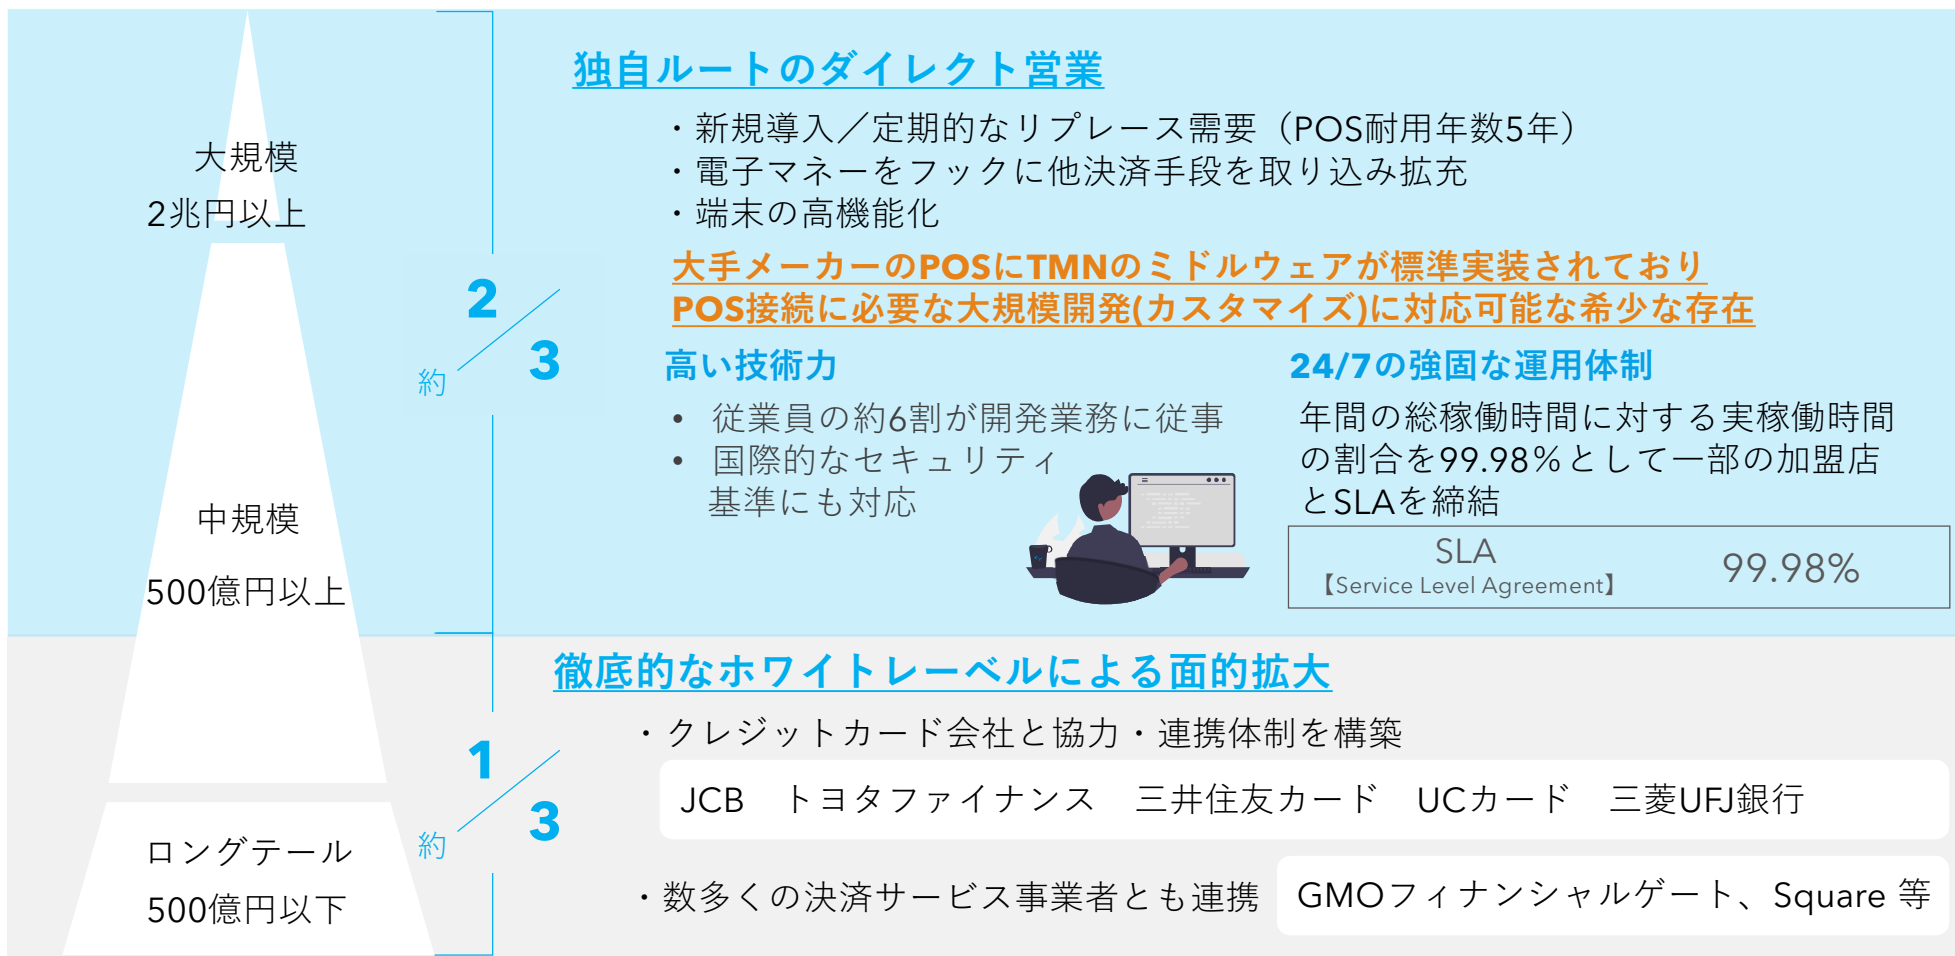 大規模
2兆円以上
中規模
500億円以上
ロングテール
500億円以下
約 2/3
約 1/3
独自ルートのダイレクト営業
・新規導入／定期的なリプレース需要（POS耐用年数5年）
・電子マネーをフックに他決済手段を取り込み拡充
・端末の高機能化
大手メーカーのPOSにTMNのミドルウェアが標準実装されており
POS接続に必要な大規模開発(カスタマイズ)に対応可能な希少な存在
高い技術力
• 従業員の約6割が開発業務に従事
• 国際的なセキュリティ
基準にも対応
24/7の強固な運用体制
年間の総稼働時間に対する実稼働時間
の割合を99.98％として一部の加盟店
とSLAを締結
SLA
【Service Level Agreement】
99.98%
徹底的なホワイトレーベルによる面的拡大
・クレジットカード会社と協力・連携体制を構築
JCB　トヨタファイナンス　三井住友カード　UCカード　三菱UFJ銀行
・数多くの決済サービス事業者とも連携
GMOフィナンシャルゲート、Square 等